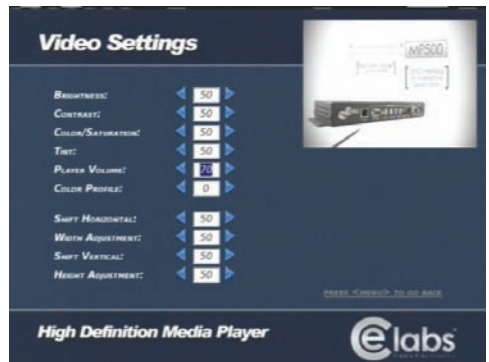 Video Settings
MP500
BRIGHTNESS: 50
CONTRAST: 50
COLOR/SATURATION: 50
TINT: 50
PLAYER VOLUME: 70
COLOR PROFILE: 0
SHIFT HORIZONTAL: 50
WIDTH ADJUSTMENT: 50
SHIFT VERTICAL: 50
HEIGHT ADJUSTMENT: 50
PRESS <MENU> TO GO BACK
High Definition Media Player
elabs